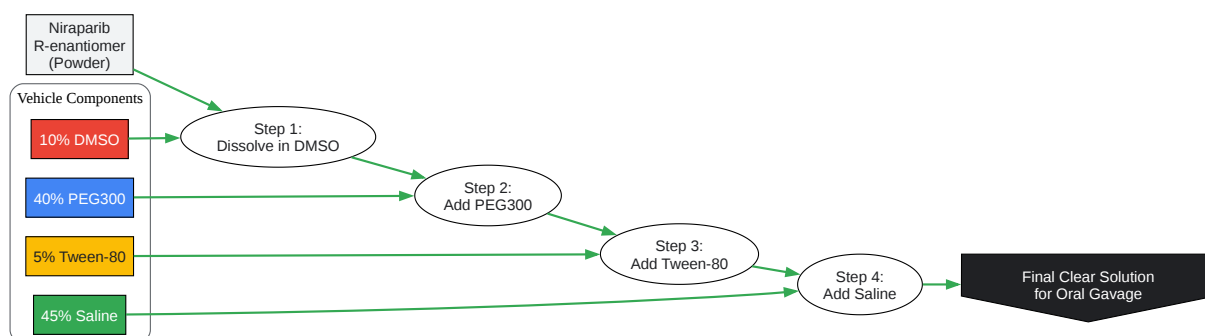 Niraparib
R-enantiomer
(Powder)
Vehicle Components
10% DMSO
40% PEG300
5% Tween-80
45% Saline
Step 1:
Dissolve in DMSO
Step 2:
Add PEG300
Step 3:
Add Tween-80
Step 4:
Add Saline
Final Clear Solution
for Oral Gavage